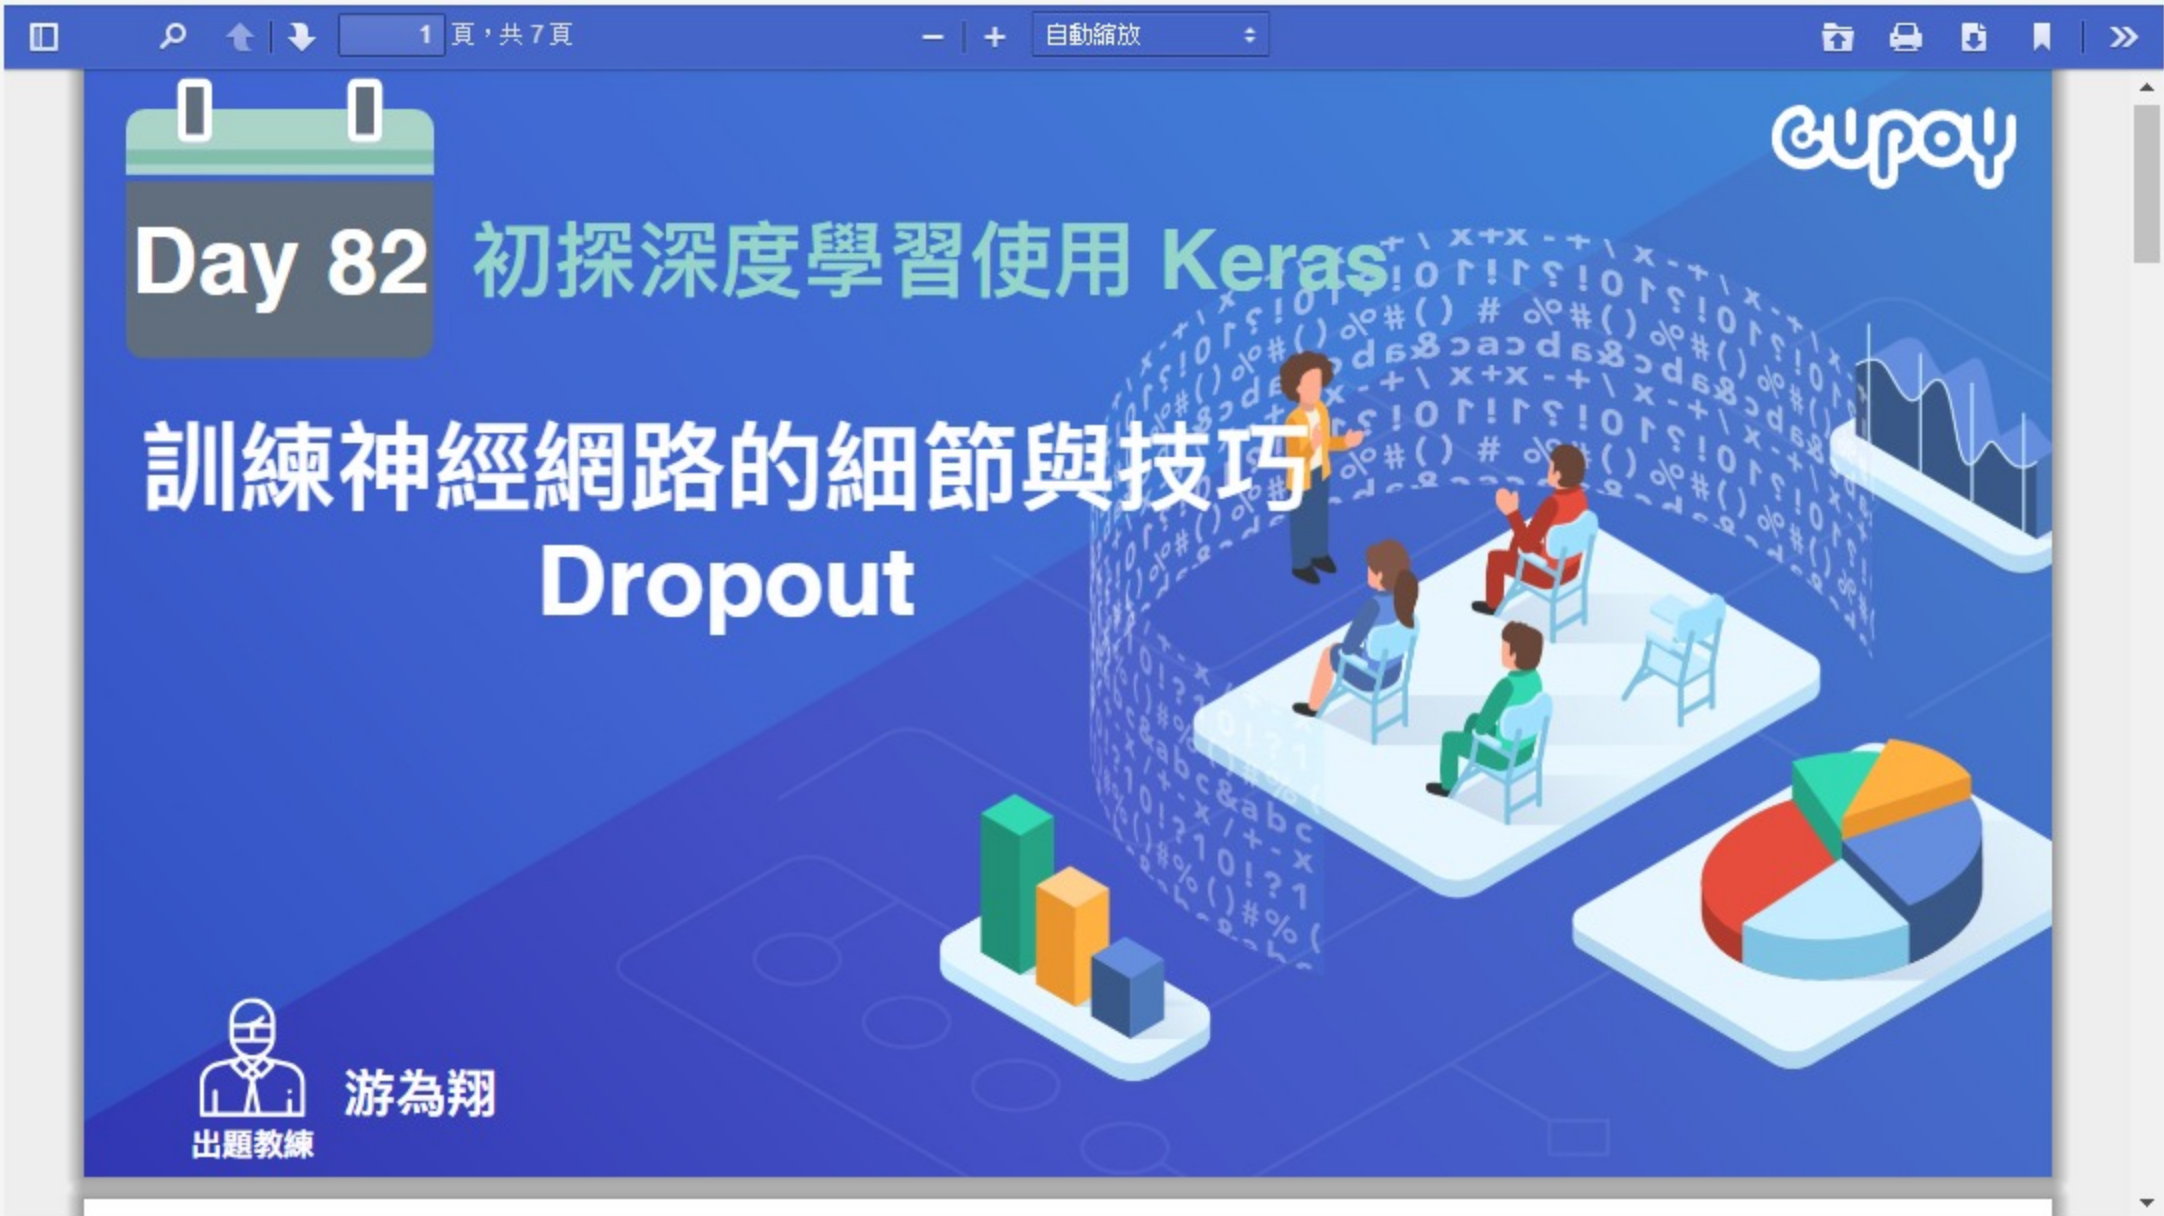 1 頁，共 7 頁
自動縮放
cupoy
Day 82
初探深度學習使用 Keras
訓練神經網路的細節與技巧
Dropout
游為翔
出題教練